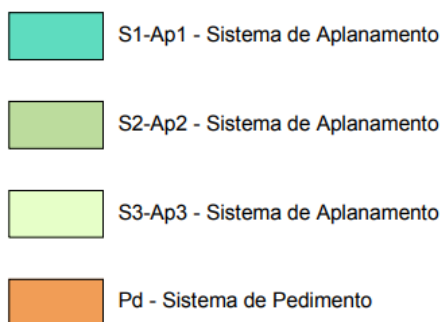 S1-Ap1 - Sistema de Aplanamento
S2-Ap2 - Sistema de Aplanamento
S3-Ap3 - Sistema de Aplanamento
Pd - Sistema de Pedimento